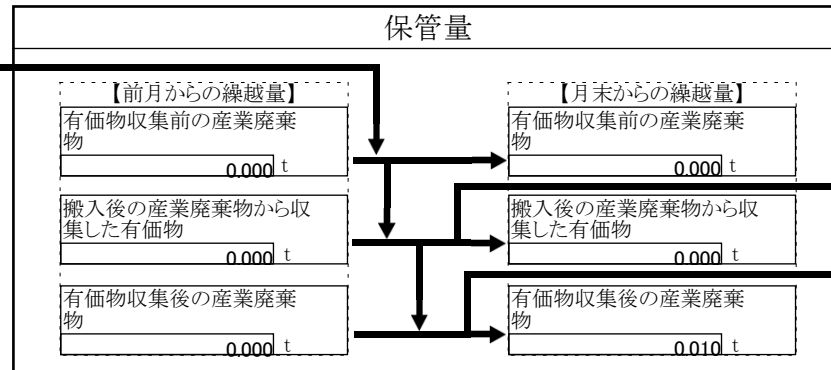 保管量
【前月からの繰越量】
有価物収集前の産業廃棄
物
0.000 t
搬入後の産業廃棄物から収
集した有価物
0.000 t
有価物収集後の産業廃棄
物
0.000 t
【月末からの繰越量】
有価物収集前の産業廃棄
物
0.000 t
搬入後の産業廃棄物から収
集した有価物
0.000 t
有価物収集後の産業廃棄
物
0.010 t